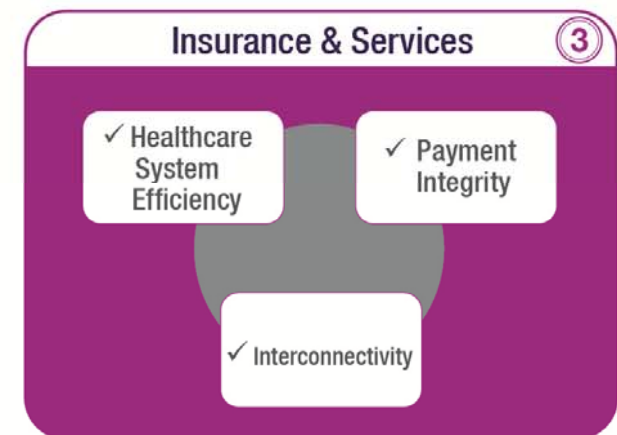 Insurance & Services
3
✓ Healthcare
System
Efficiency
✓ Payment
Integrity
✓ Interconnectivity